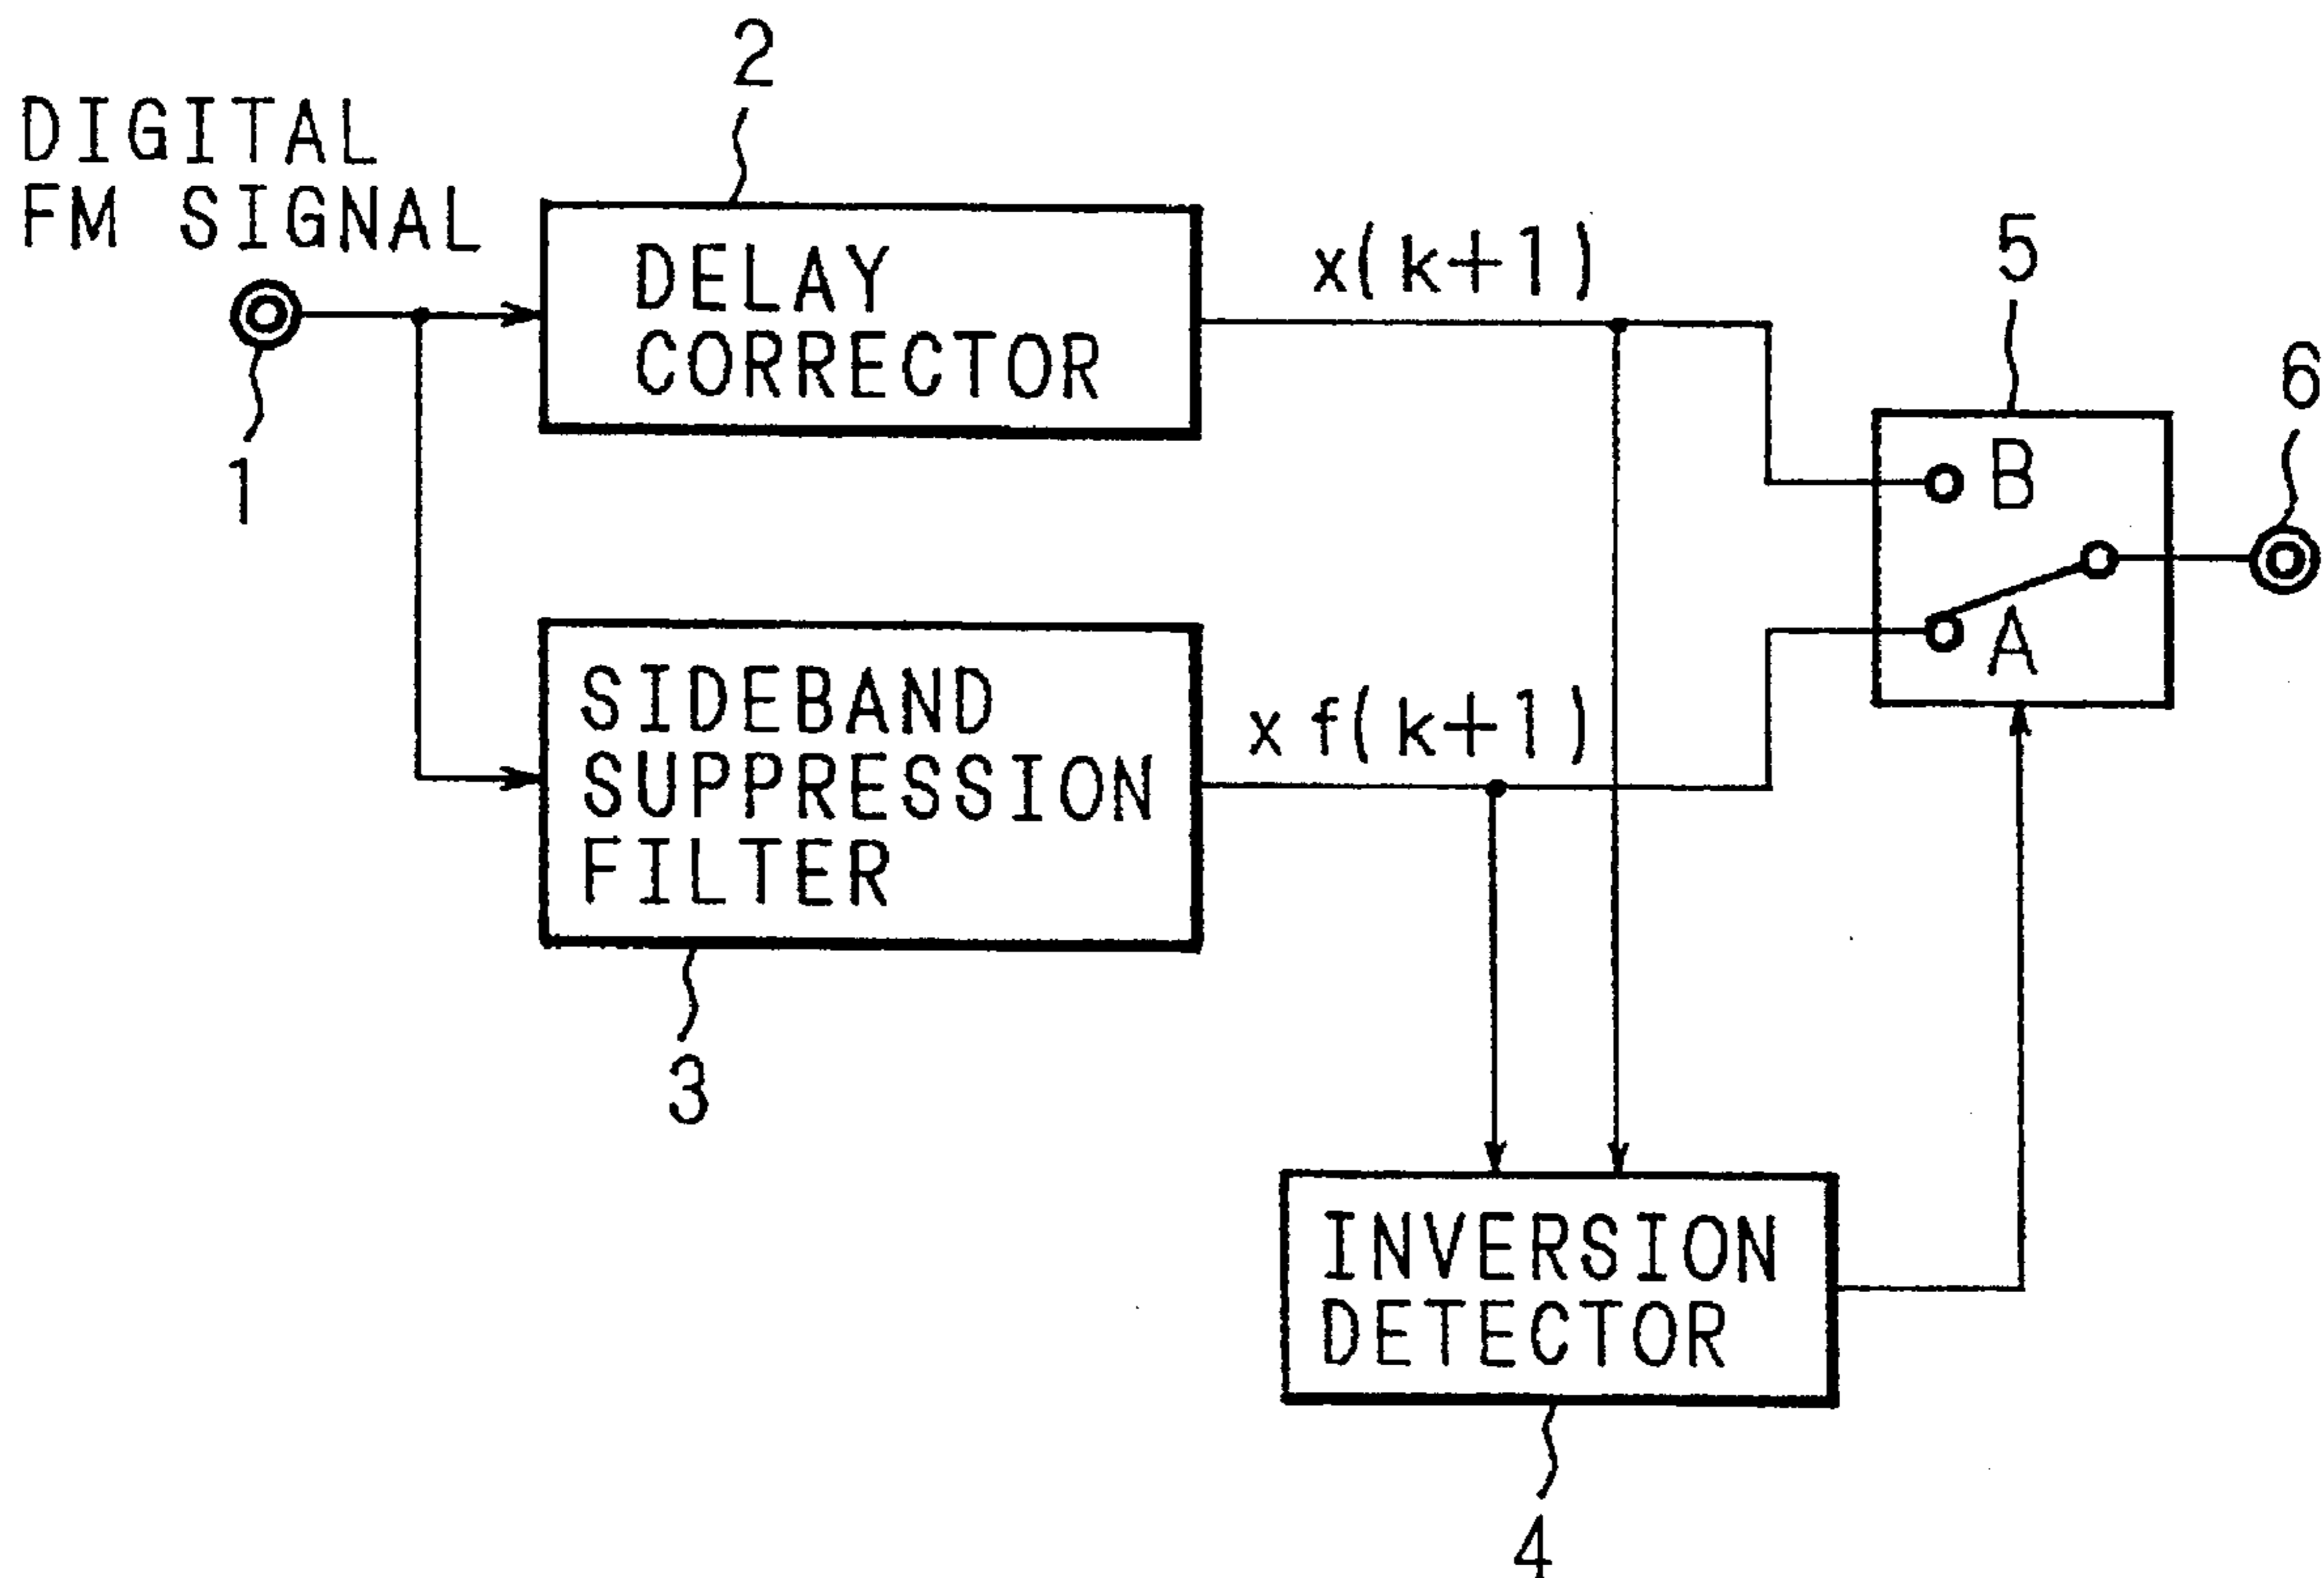 2
DIGITAL
FM SIGNAL
DELAY
CORRECTOR
x(k+1)
5
6
1
B
A
SIDEBAND
SUPPRESSION
FILTER
x f(k+1)
3
INVERSION
DETECTOR
4